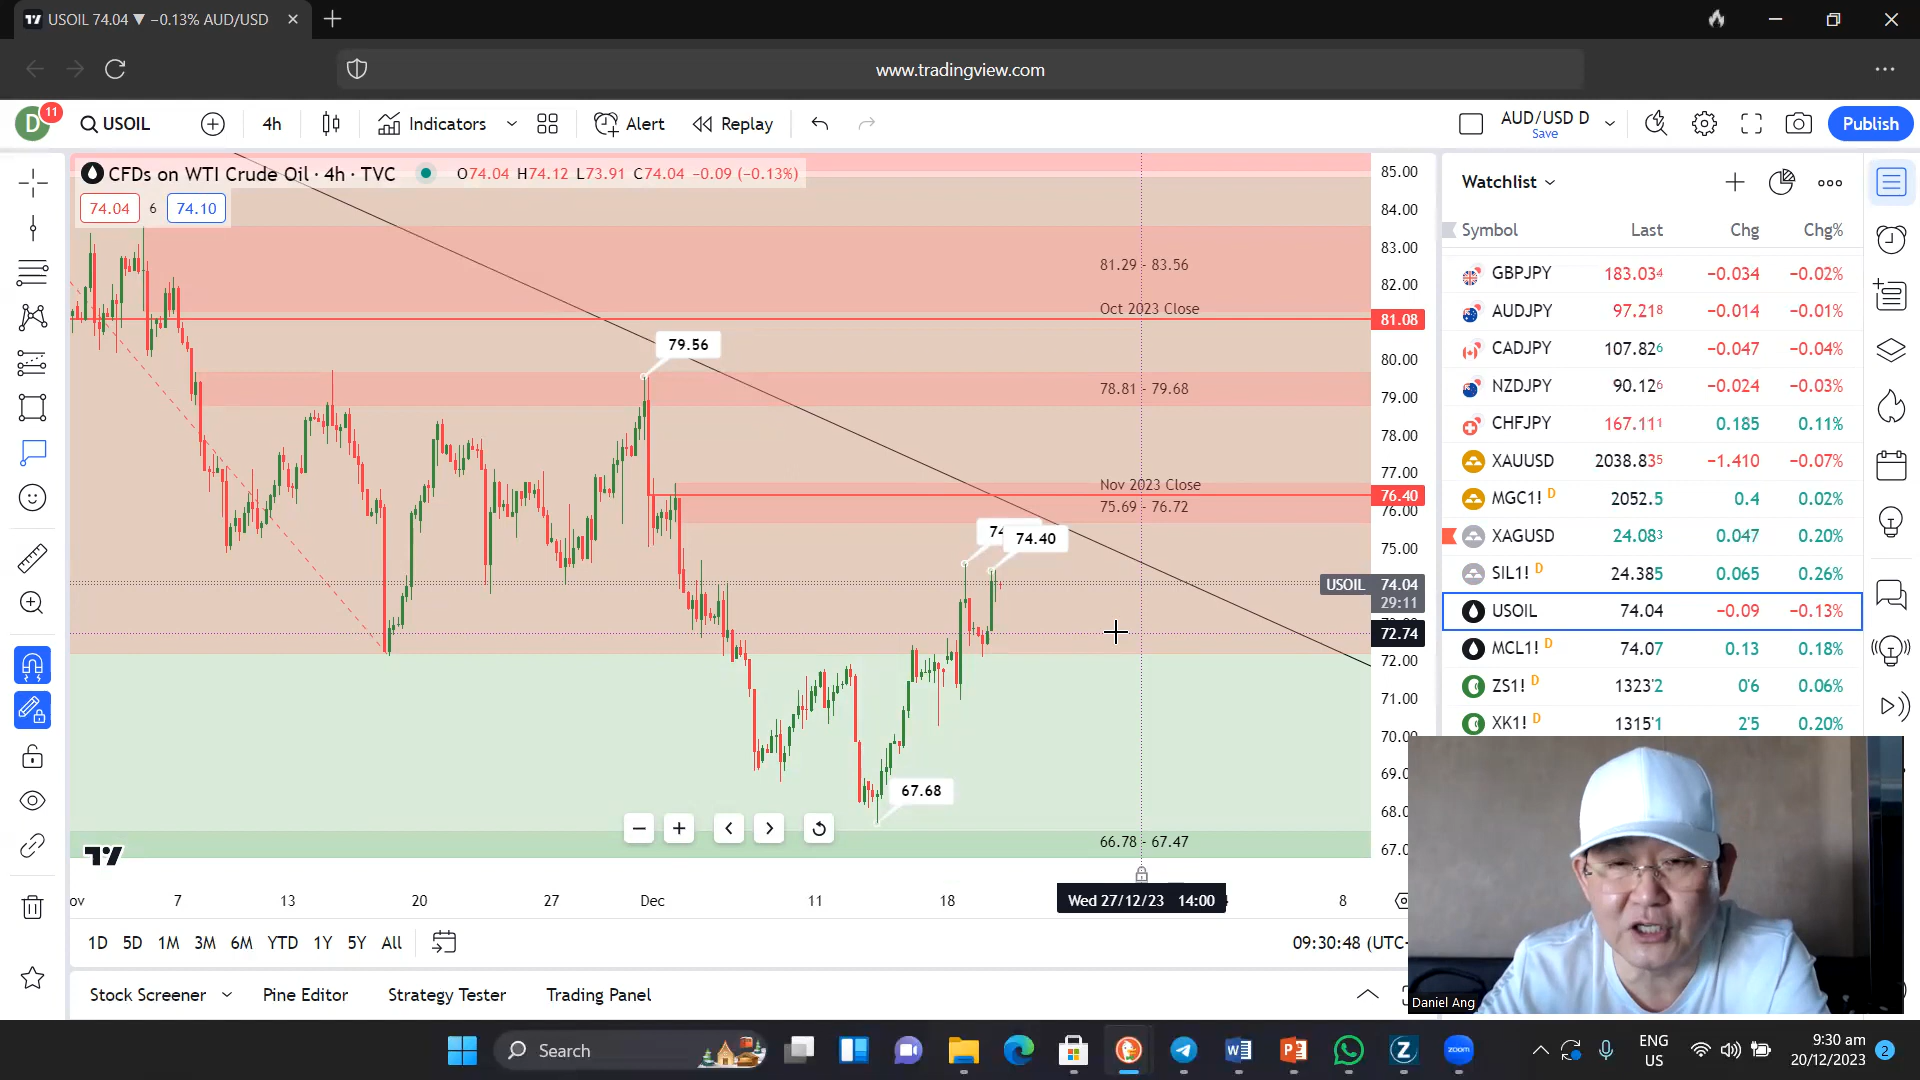 USOIL 74.04 ▼ −0.13% AUD/USD
www.tradingview.com
D
11
USOIL
4h
Indicators
Alert
Replay
AUD/USD D
Save
Publish
CFDs on WTI Crude Oil · 4h · TVC
O74.04 H74.12 L73.91 C74.04 −0.09 (−0.13%)
74.04
6
74.10
81.29 - 83.56
Oct 2023 Close
79.56
78.81 - 79.68
Nov 2023 Close
75.69 - 76.72
74.40
67.68
66.78 - 67.47
85.00
84.00
83.00
82.00
81.08
80.00
79.00
78.00
77.00
76.40
76.00
75.00
USOIL 74.04
29:11
72.74
72.00
71.00
7
13
20
27
Dec
11
18
Wed 27/12/23 14:00
8
1D 5D 1M 3M 6M YTD 1Y 5Y All
09:30:48 (UTC-
Stock Screener
Pine Editor
Strategy Tester
Trading Panel
Watchlist
Symbol Last Chg Chg%
GBPJPY 183.034 −0.034 −0.02%
AUDJPY 97.218 −0.014 −0.01%
CADJPY 107.826 −0.047 −0.04%
NZDJPY 90.126 −0.024 −0.03%
CHFJPY 167.111 0.185 0.11%
XAUUSD 2038.835 −1.410 −0.07%
MGC1! D 2052.5 0.4 0.02%
XAGUSD 24.083 0.047 0.20%
SIL1! D 24.385 0.065 0.26%
USOIL 74.04 −0.09 −0.13%
MCL1! D 74.07 0.13 0.18%
ZS1! D 1323'2 0'6 0.06%
XK1! D 1315'1 2'5 0.20%
Daniel Ang
Search
zoom
ENG
US
9:30 am
20/12/2023
2